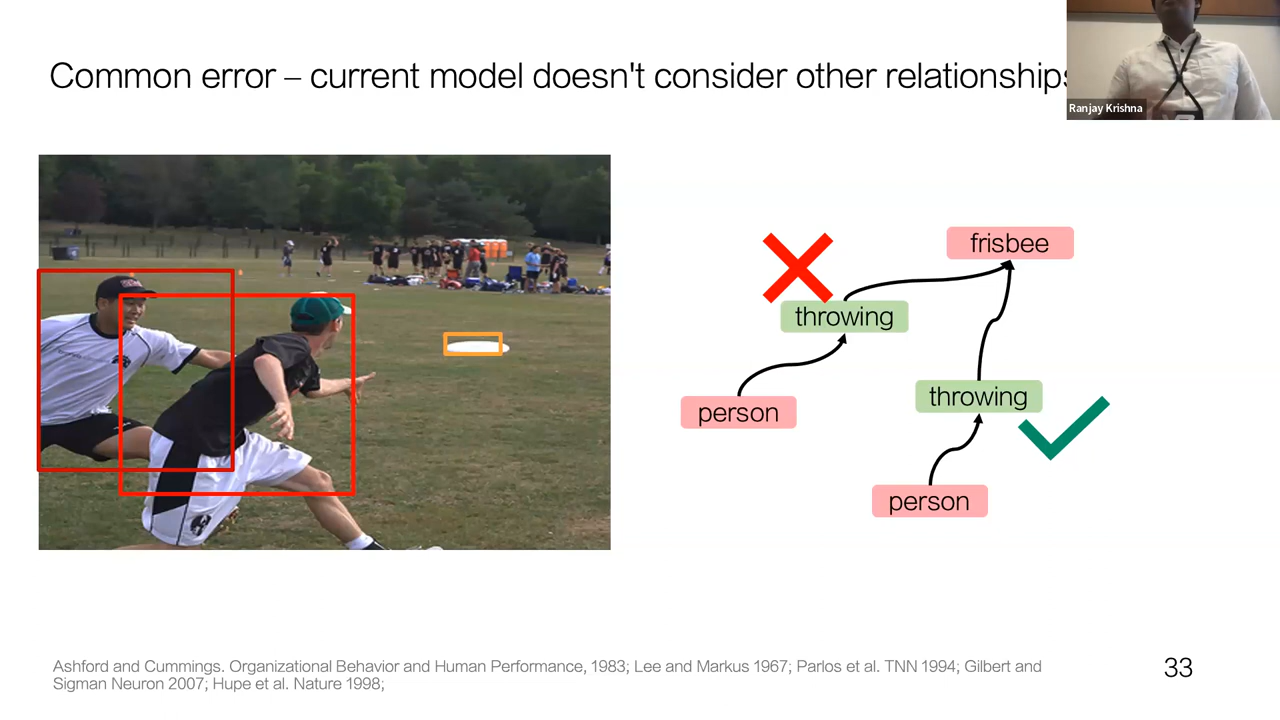 Common error – current model doesn't consider other relationships
Ranjay Krishna
frisbee
throwing
throwing
person
person
Ashford and Cummings. Organizational Behavior and Human Performance, 1983; Lee and Markus 1967; Parlos et al. TNN 1994; Gilbert and
Sigman Neuron 2007; Hupe et al. Nature 1998;
33